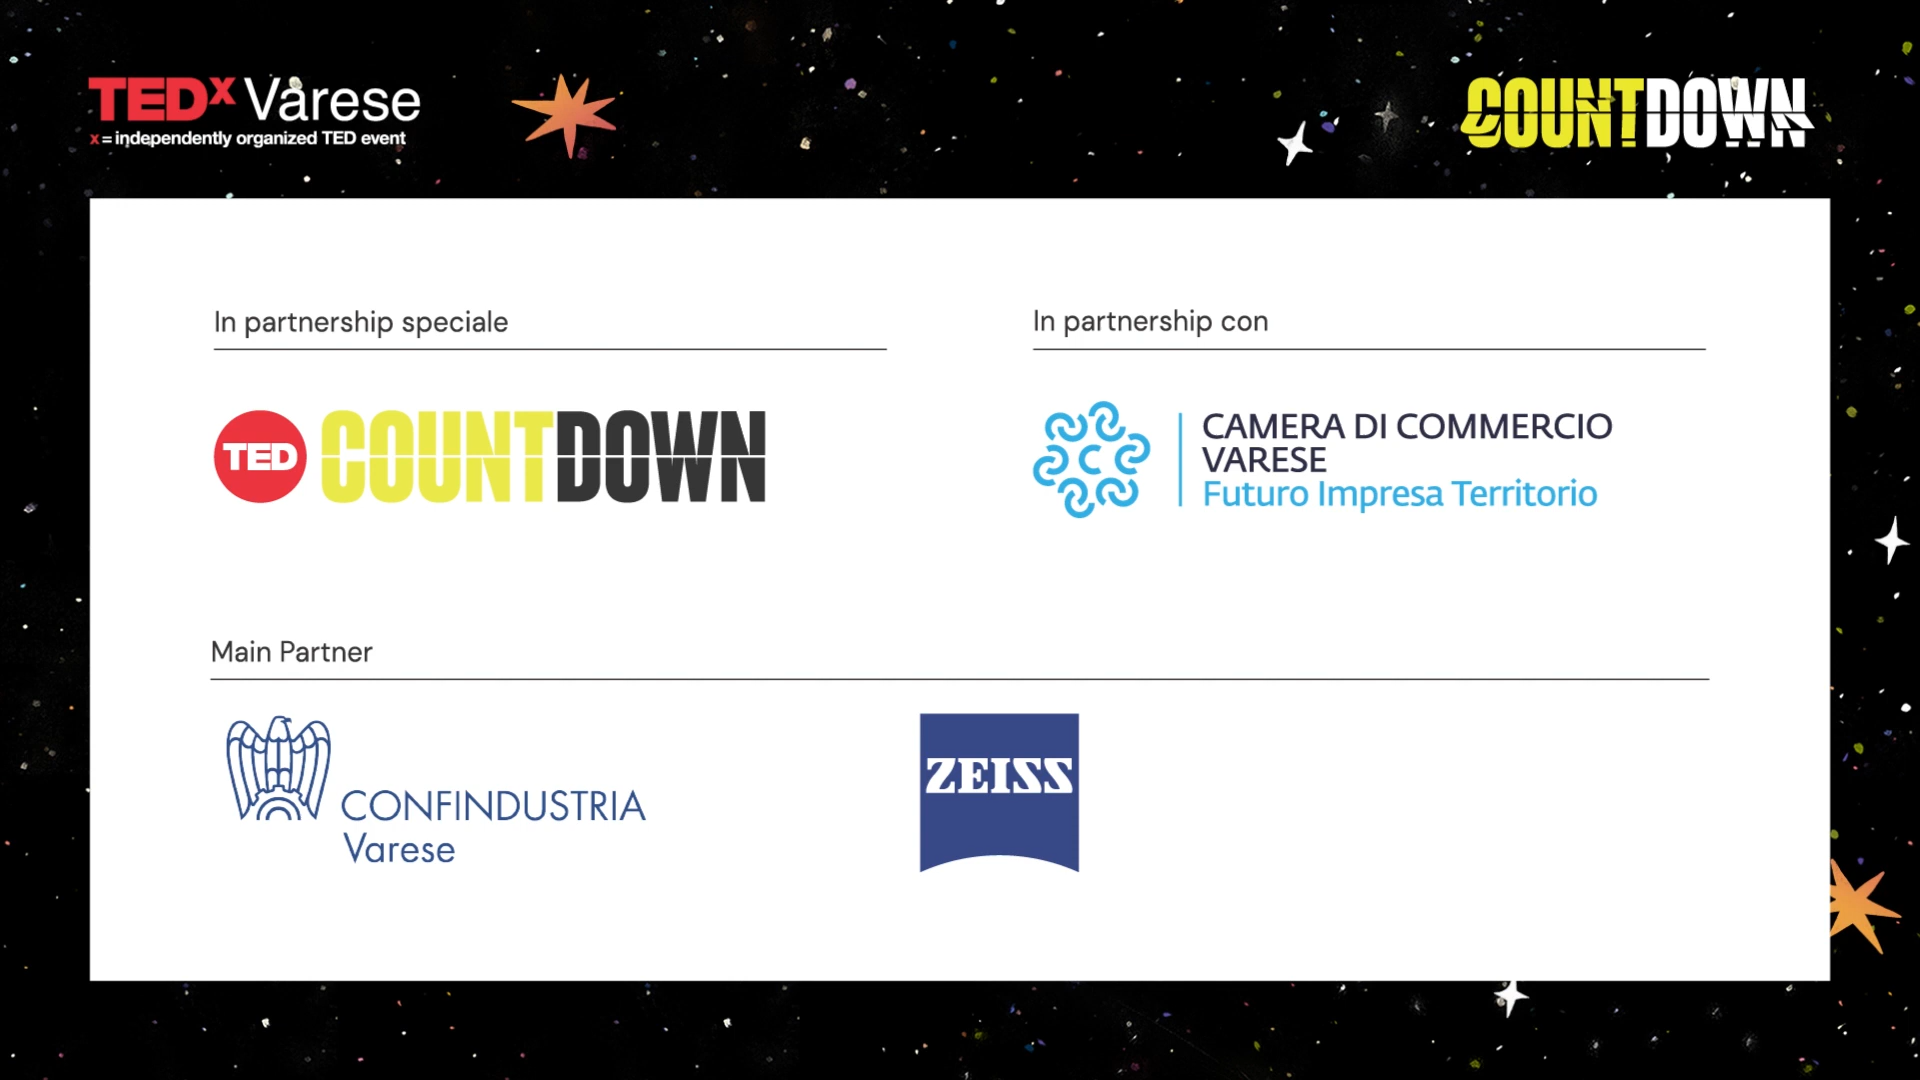 TEDx Varese
x = independently organized TED event
COUNTDOWN
In partnership speciale
TED COUNTDOWN
In partnership con
C
CAMERA DI COMMERCIO
VARESE
Futuro Impresa Territorio
Main Partner
CONFINDUSTRIA
Varese
ZEISS